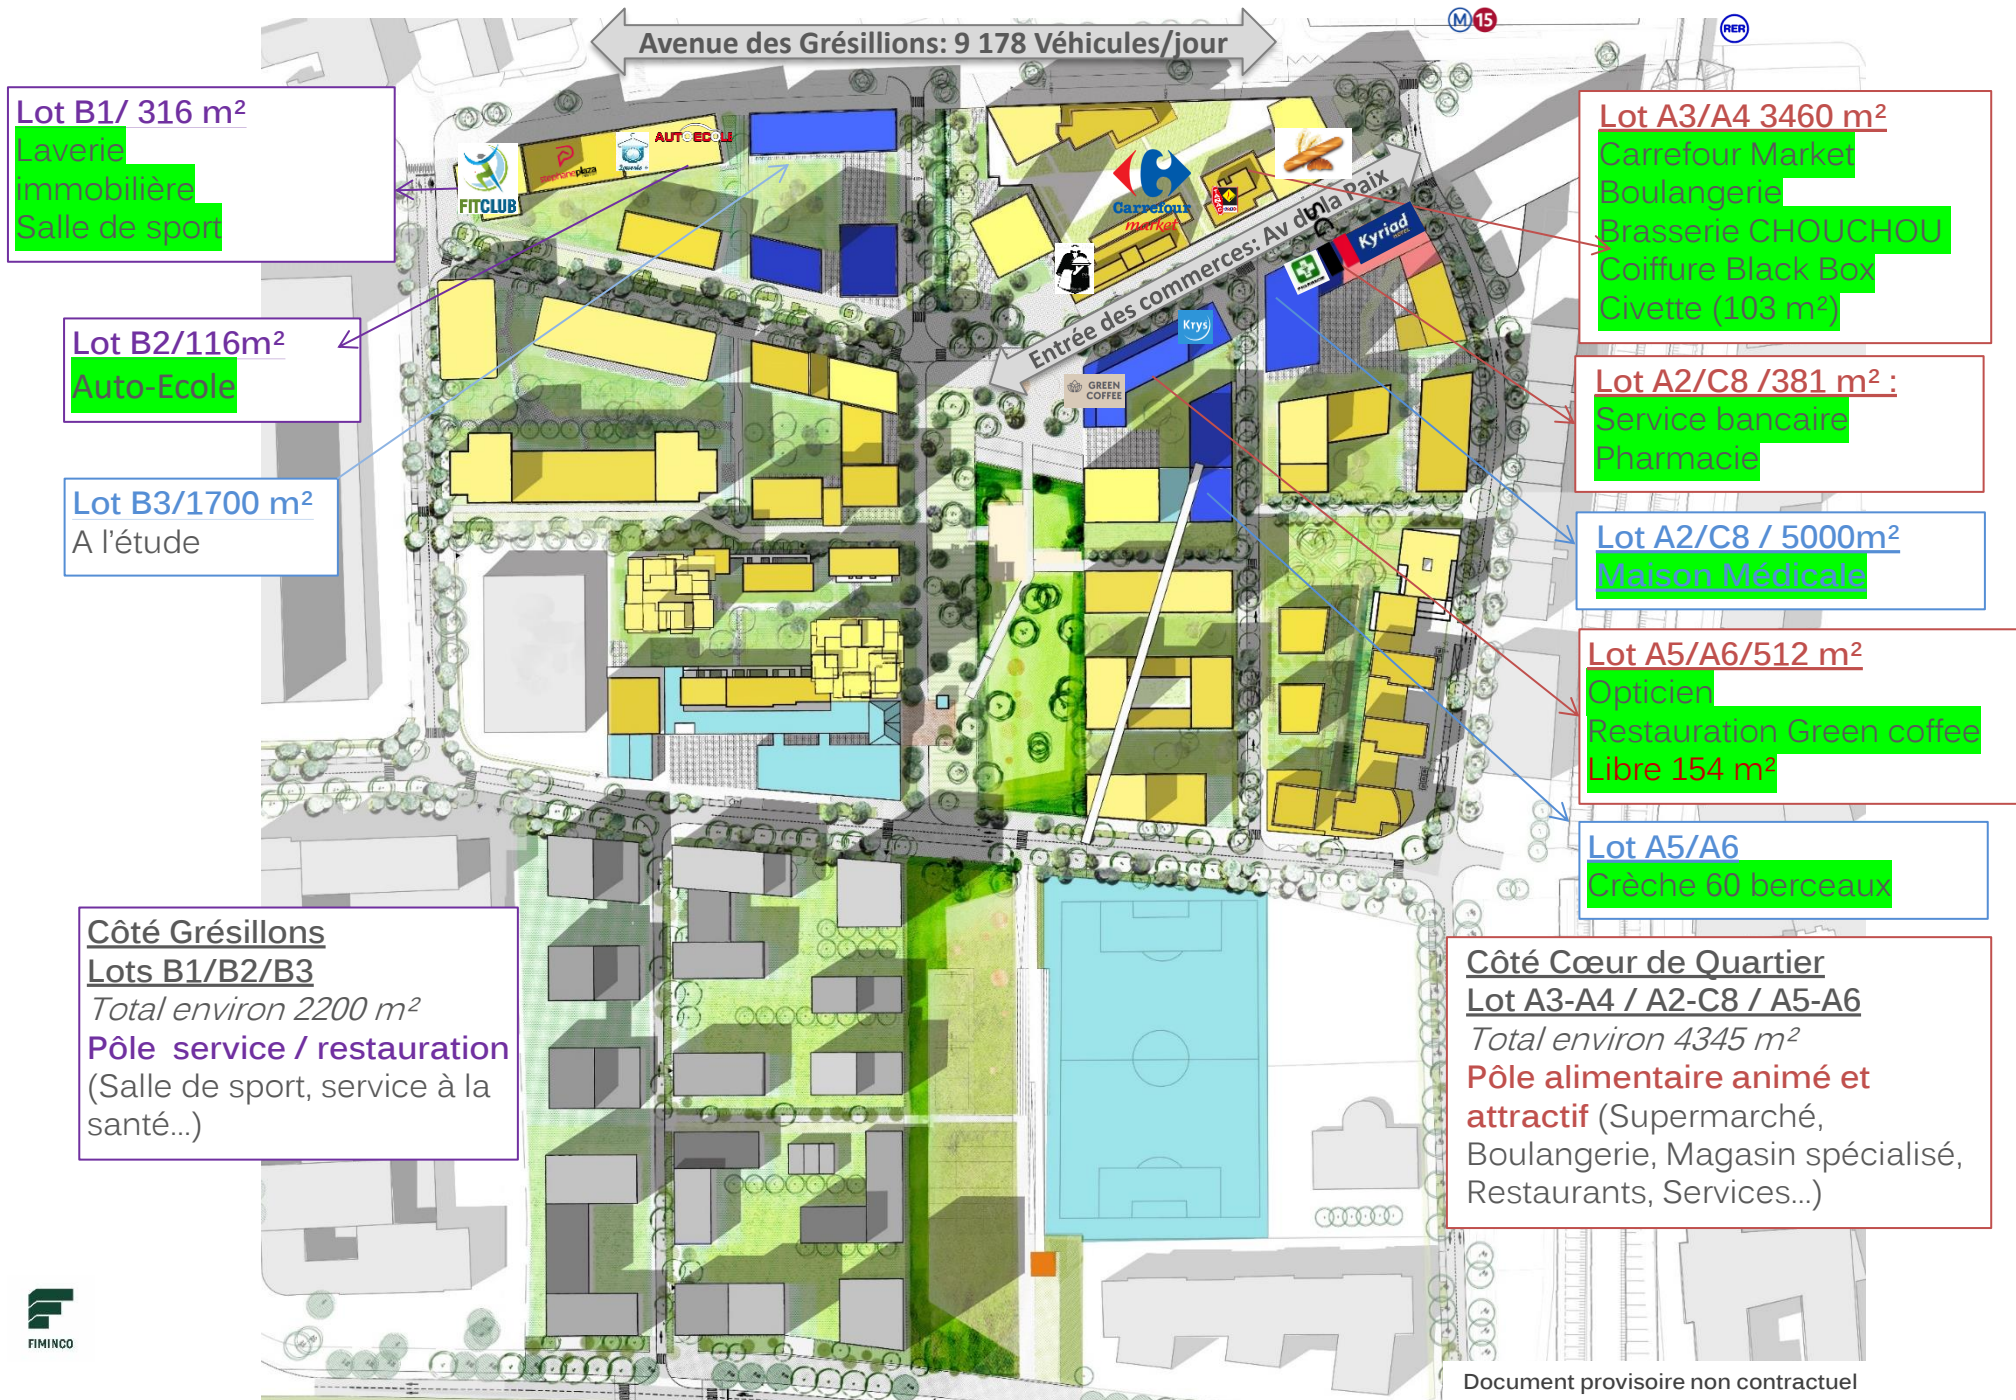 Avenue des Grésillions: 9 178 Véhicules/jour
M 15
RER
Lot B1/ 316 m²
Laverie
immobilière
Salle de sport
Lot B2/116m²
Auto-Ecole
Lot B3/1700 m²
A l'étude
Côté Grésillons
Lots B1/B2/B3
Total environ 2200 m²
Pôle service / restauration
(Salle de sport, service à la
santé...)
FITCLUB
stephaneplaza
Laverie
AUTOECOLI
Carrefour
market
Entrée des commerces: Av de la Paix
Kyriad
HOTEL
Krys
GREEN
COFFEE
Lot A3/A4 3460 m²
Carrefour Market
Boulangerie
Brasserie CHOUCHOU
Coiffure Black Box
Civette (103 m²)
Lot A2/C8 /381 m² :
Service bancaire
Pharmacie
Lot A2/C8 / 5000m²
Maison Médicale
Lot A5/A6/512 m²
Opticien
Restauration Green coffee
Libre 154 m²
Lot A5/A6
Crèche 60 berceaux
Côté Cœur de Quartier
Lot A3-A4 / A2-C8 / A5-A6
Total environ 4345 m²
Pôle alimentaire animé et
attractif (Supermarché,
Boulangerie, Magasin spécialisé,
Restaurants, Services...)
FIMINCO
Document provisoire non contractuel